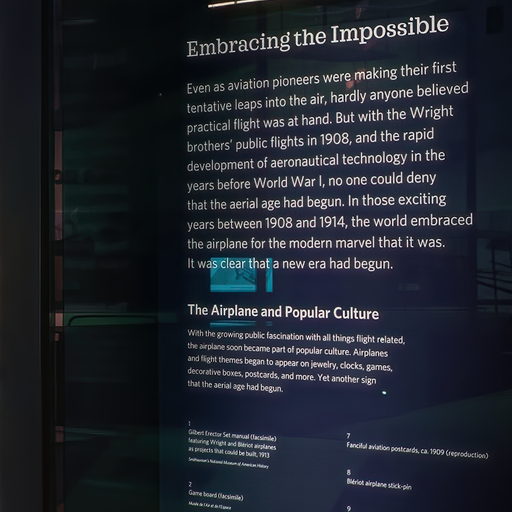 Embracing the Impossible
Even as aviation pioneers were making their first
tentative leaps into the air, hardly anyone believed
practical flight was at hand. But with the Wright
brothers' public flights in 1908, and the rapid
development of aeronautical technology in the
years before World War I, no one could deny
that the aerial age had begun. In those exciting
years between 1908 and 1914, the world embraced
the airplane for the modern marvel that it was.
It was clear that a new era had begun.
The Airplane and Popular Culture
With the growing public fascination with all things flight related,
the airplane soon became part of popular culture. Airplanes
and flight themes began to appear on jewelry, clocks, games,
decorative boxes, postcards, and more. Yet another sign
that the aerial age had begun.
1
Gilbert Erector Set manual (facsimile)
featuring Wright and Blériot airplanes
as projects that could be built, 1913
Smithsonian's National Museum of American History
2
Game board (facsimile)
Musée de l'Air et de l'Espace
7
Fanciful aviation postcards, ca. 1909 (reproduction)
8
Blériot airplane stick-pin
9